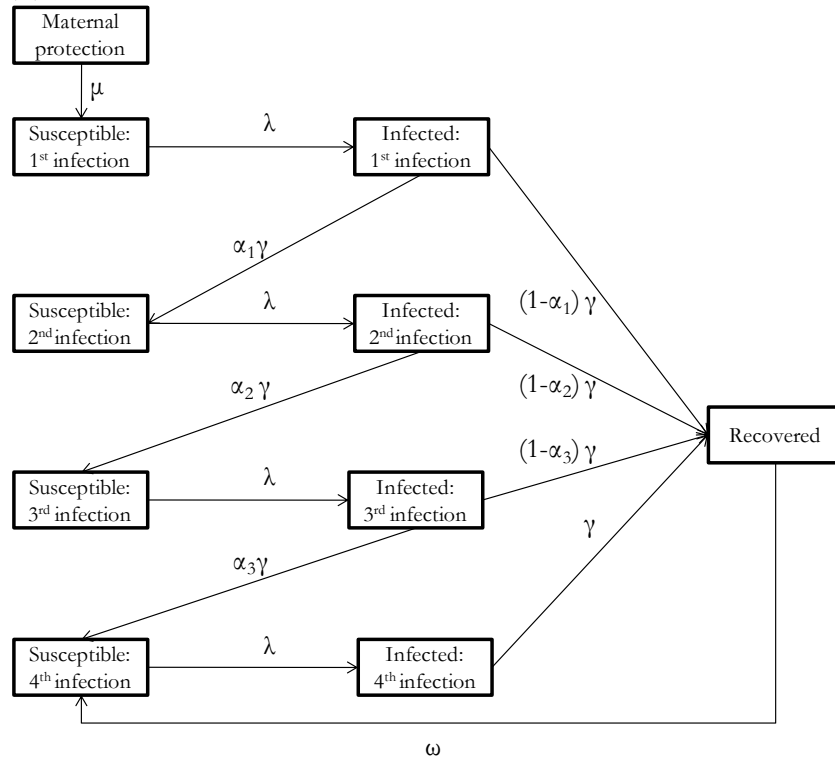 Maternal
protection
μ
Susceptible:
1st infection
λ
Infected:
1st infection
α1γ
(1-α1) γ
Susceptible:
2nd infection
λ
Infected:
2nd infection
α2 γ
(1-α2) γ
Recovered
(1-α3) γ
Susceptible:
3rd infection
λ
Infected:
3rd infection
α3γ
γ
Susceptible:
4th infection
λ
Infected:
4th infection
ω